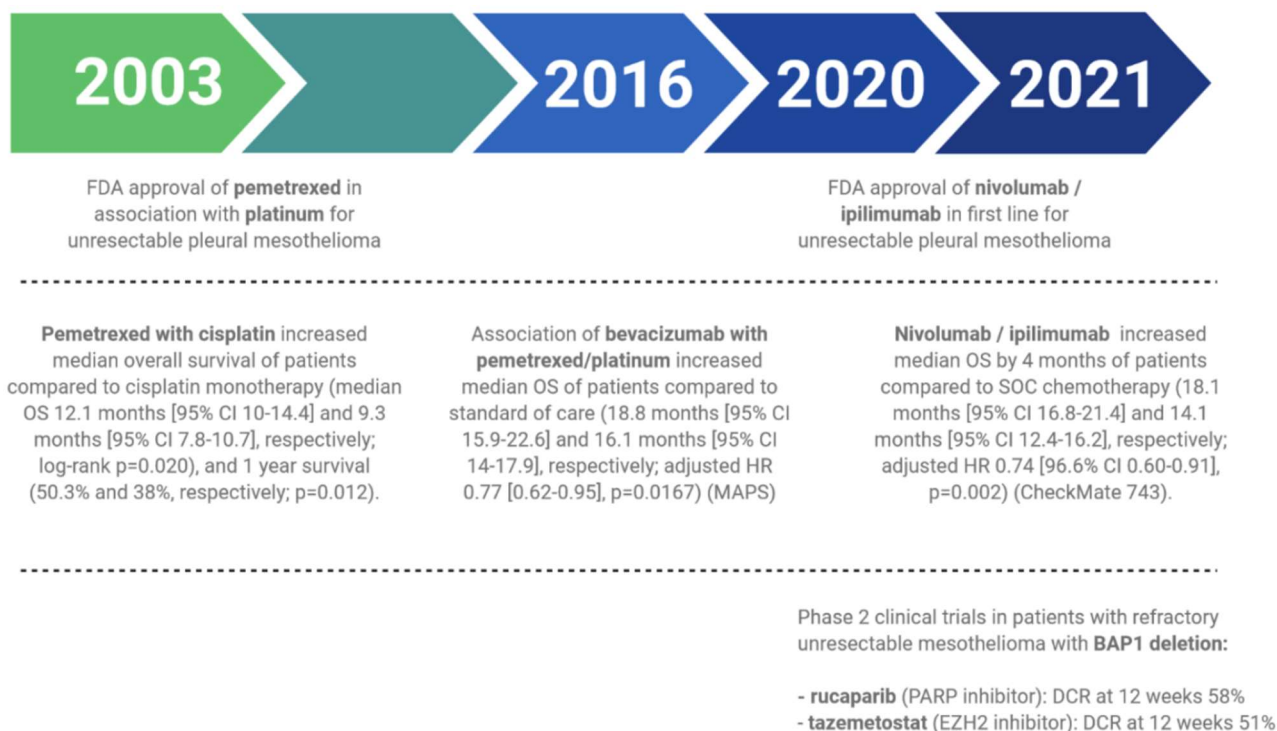 2003
2016
2020
2021
FDA approval of pemetrexed in
association with platinum for
unresectable pleural mesothelioma
FDA approval of nivolumab /
ipilimumab in first line for
unresectable pleural mesothelioma
Pemetrexed with cisplatin increased
median overall survival of patients
compared to cisplatin monotherapy (median
OS 12.1 months [95% CI 10-14.4] and 9.3
months [95% CI 7.8-10.7], respectively;
log-rank p=0.020), and 1 year survival
(50.3% and 38%, respectively; p=0.012).
Association of bevacizumab with
pemetrexed/platinum increased
median OS of patients compared to
standard of care (18.8 months [95% CI
15.9-22.6] and 16.1 months [95% CI
14-17.9], respectively; adjusted HR
0.77 [0.62-0.95], p=0.0167) (MAPS)
Nivolumab / ipilimumab increased
median OS by 4 months of patients
compared to SOC chemotherapy (18.1
months [95% CI 16.8-21.4] and 14.1
months [95% CI 12.4-16.2], respectively;
adjusted HR 0.74 [96.6% CI 0.60-0.91],
p=0.002) (CheckMate 743).
Phase 2 clinical trials in patients with refractory
unresectable mesothelioma with BAP1 deletion:
- rucaparib (PARP inhibitor): DCR at 12 weeks 58%
- tazemetostat (EZH2 inhibitor): DCR at 12 weeks 51%